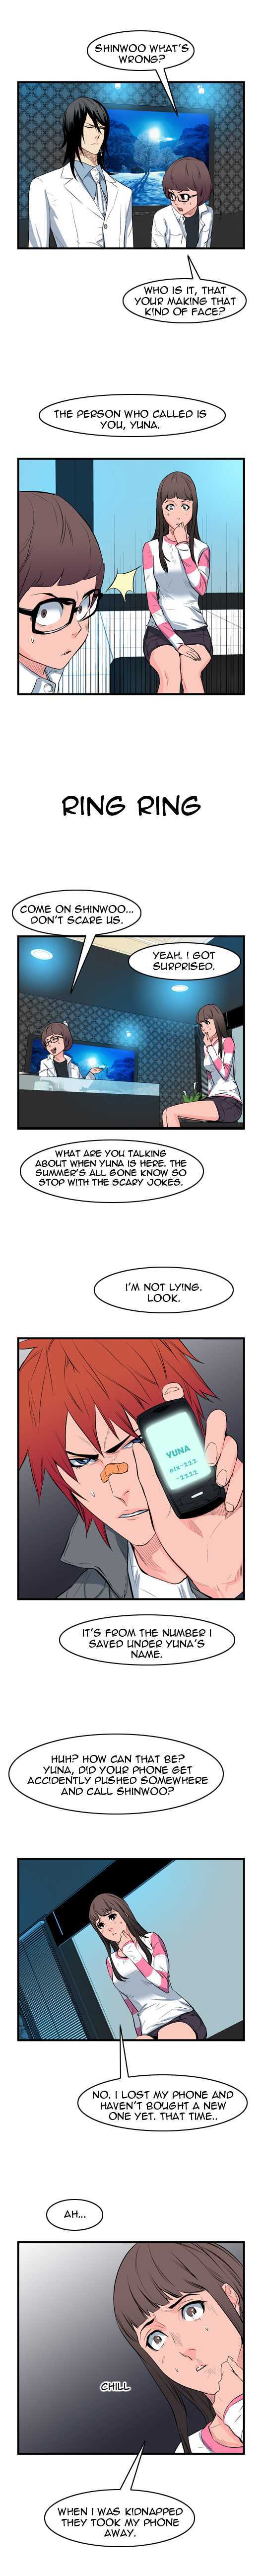 SHINWOO WHAT'S
WRONG?
WHO IS IT, THAT
YOUR MAKING THAT
KIND OF FACE?
THE PERSON WHO CALLED IS
YOU, YUNA.
RING RING
COME ON SHINWOO...
DON'T SCARE US.
YEAH. I GOT
SURPRISED.
WHAT ARE YOU TALKING
ABOUT WHEN YUNA IS HERE. THE
SUMMER'S ALL GONE KNOW SO
STOP WITH THE SCARY JOKES.
I'M NOT LYING.
LOOK.
YUNA
01X-222
-2222
IT'S FROM THE NUMBER I
SAVED UNDER YUNA'S
NAME.
HUH? HOW CAN THAT BE?
YUNA, DID YOUR PHONE GET
ACCIDENTLY PUSHED SOMEWHERE
AND CALL SHINWOO?
NO. I LOST MY PHONE AND
HAVEN'T BOUGHT A NEW
ONE YET. THAT TIME..
AH...
CHILL
WHEN I WAS KIDNAPPED
THEY TOOK MY PHONE
AWAY.